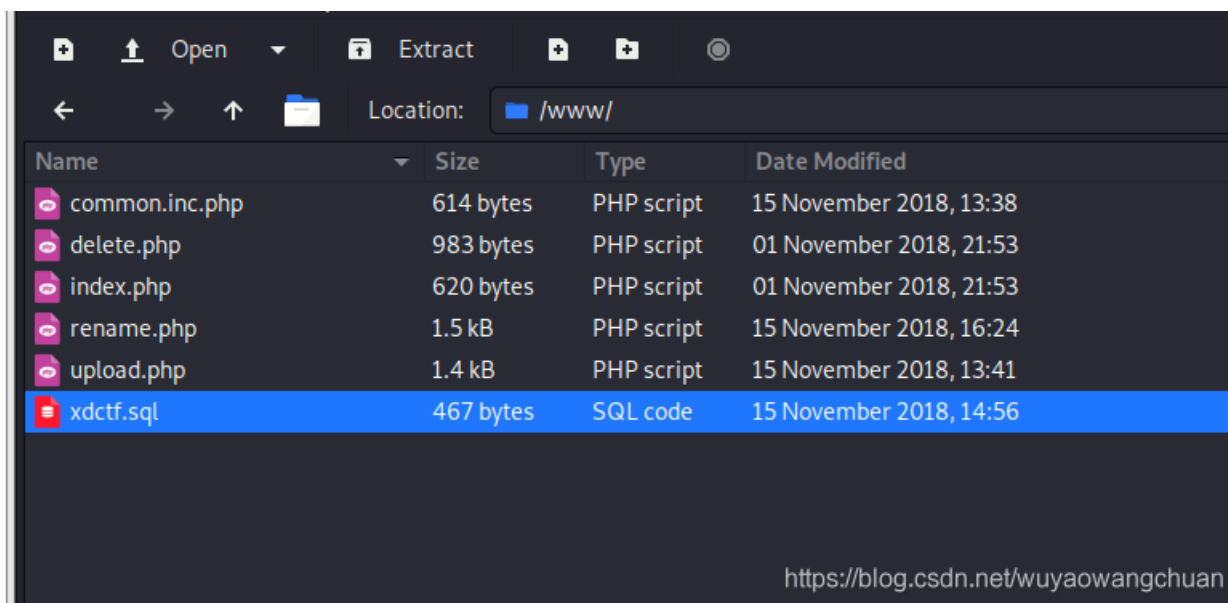 Open Extract
Location: /www/
Name Size Type Date Modified
common.inc.php 614 bytes PHP script 15 November 2018, 13:38
delete.php 983 bytes PHP script 01 November 2018, 21:53
index.php 620 bytes PHP script 01 November 2018, 21:53
rename.php 1.5 kB PHP script 15 November 2018, 16:24
upload.php 1.4 kB PHP script 15 November 2018, 13:41
xdctf.sql 467 bytes SQL code 15 November 2018, 14:56
https://blog.csdn.net/wuyaowangchuan